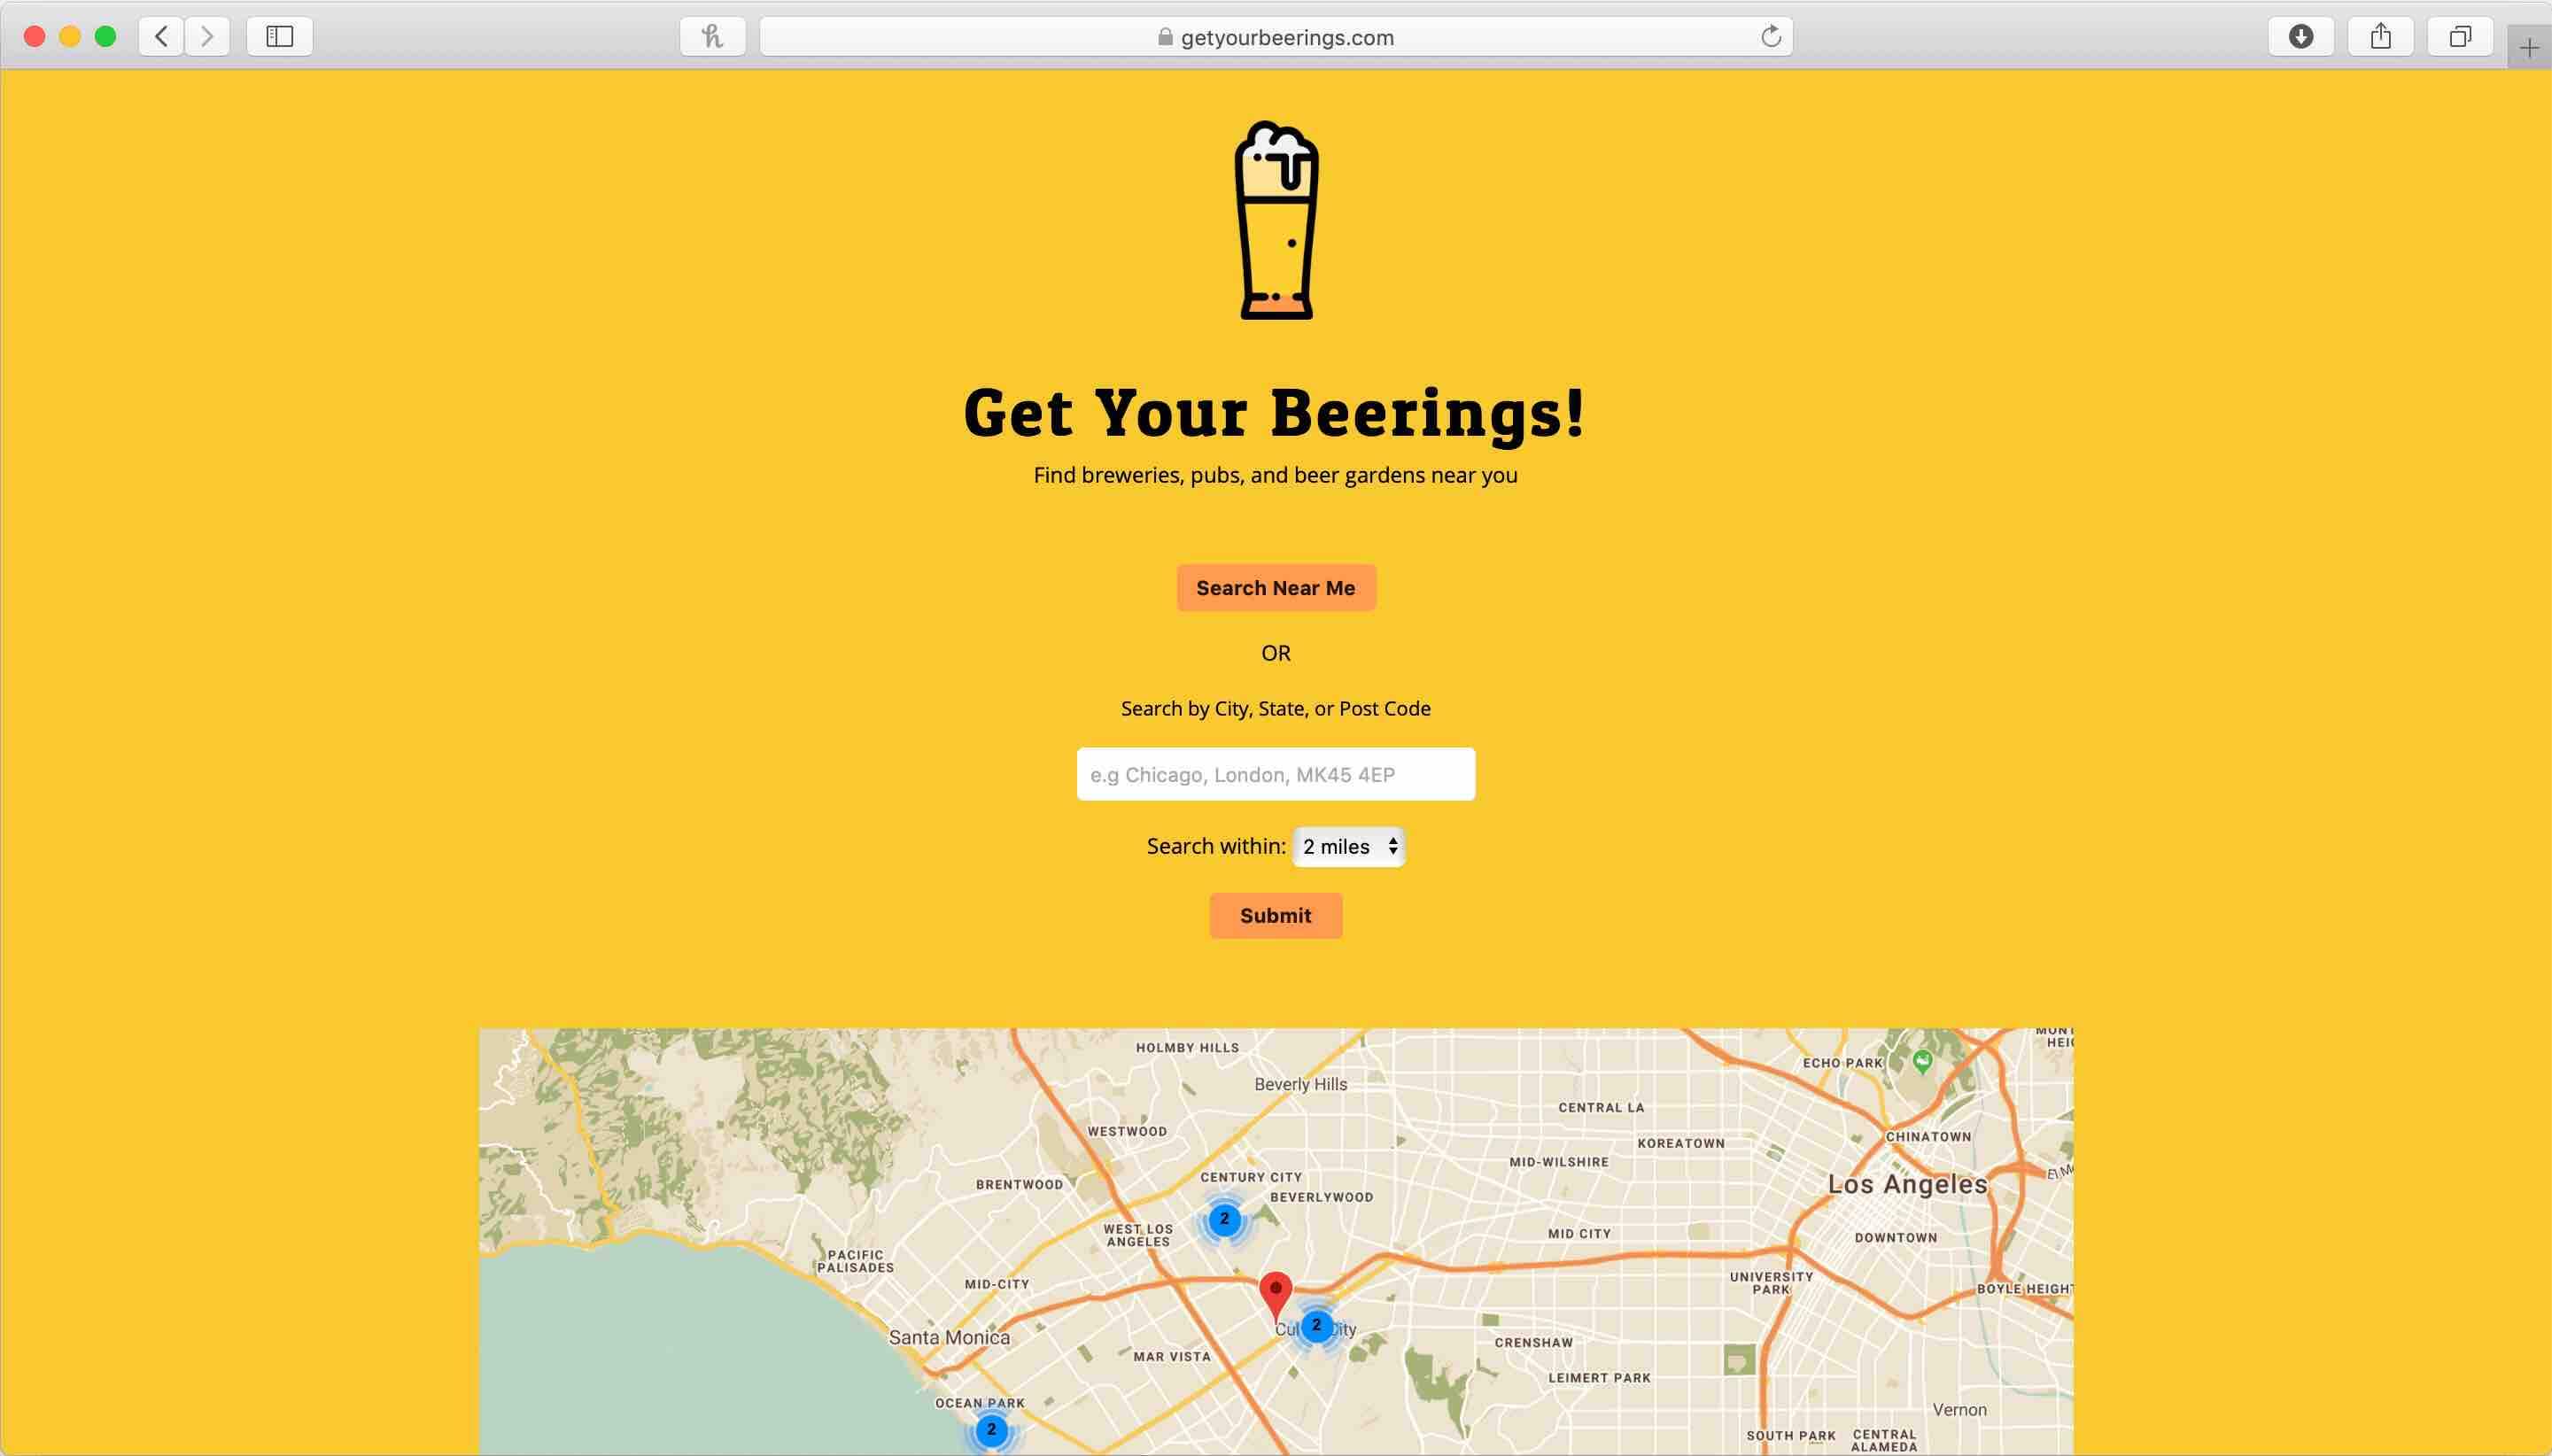 getyourbeerings.com
Get Your Beerings!
Find breweries, pubs, and beer gardens near you
Search Near Me
OR
Search by City, State, or Post Code
e.g Chicago, London, MK45 4EP
Search within: 2 miles
Submit
HOLMBY HILLS
Beverly Hills
ECHO PARK
CENTRAL LA
WESTWOOD
KOREATOWN
CHINATOWN
MID-WILSHIRE
CENTURY CITY
BRENTWOOD
BEVERLYWOOD
Los Angeles
2
WEST LOS
ANGELES
MID CITY
DOWNTOWN
PACIFIC
PALISADES
MID-CITY
UNIVERSITY
PARK
BOYLE HEIGHT
Santa Monica
2
CRENSHAW
MAR VISTA
LEIMERT PARK
OCEAN PARK
Vernon
2
SOUTH PARK
CENTRAL
ALAMEDA